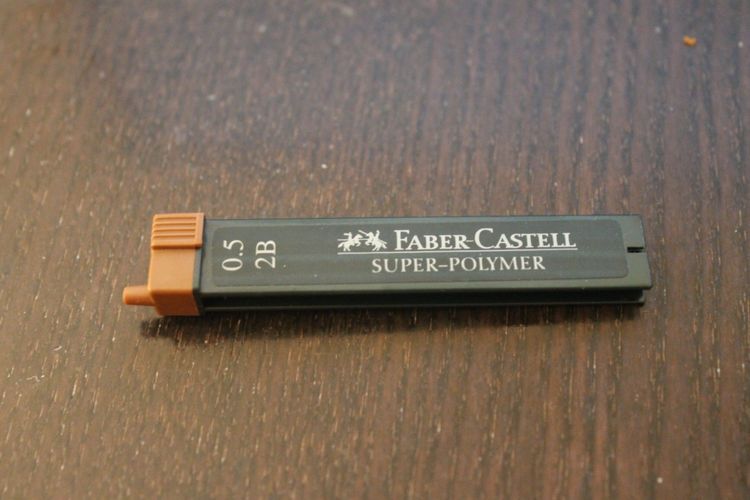 0.5
2B
FABER-CASTELL
SUPER-POLYMER